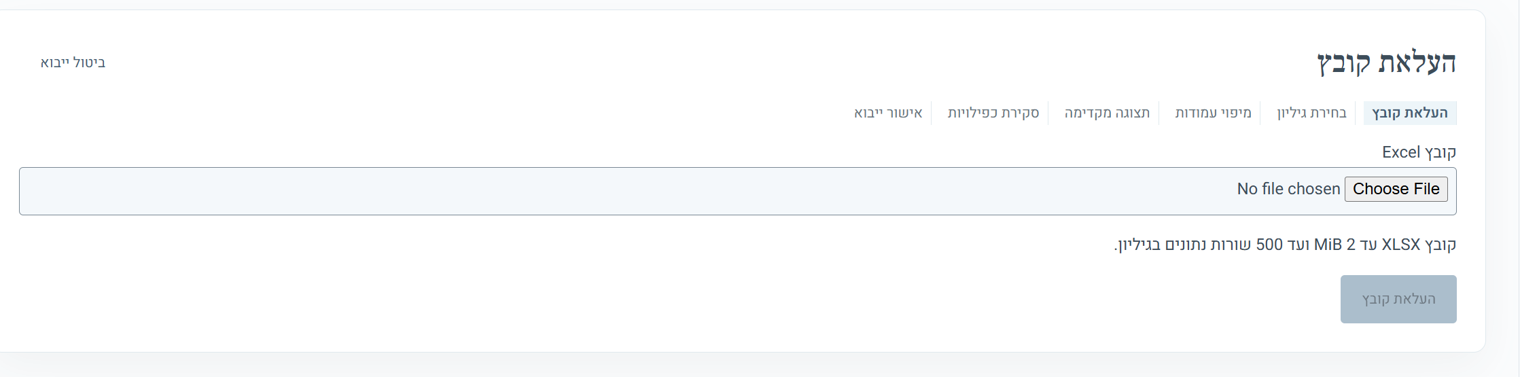 העלאת קובץ
ביטול ייבוא
העלאת קובץ
בחירת גיליון
מיפוי עמודות
תצוגה מקדימה
סקירת כפילויות
אישור ייבוא
קובץ Excel
Choose File No file chosen
קובץ XLSX עד 2 MiB ועד 500 שורות נתונים בגיליון.
העלאת קובץ